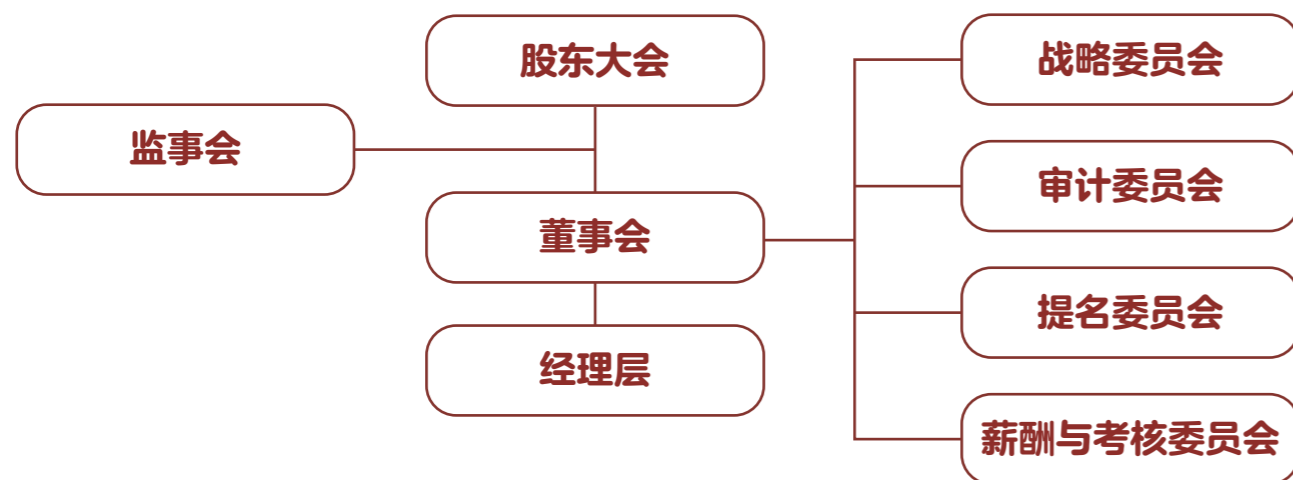 股东大会
监事会
董事会
经理层
战略委员会
审计委员会
提名委员会
薪酬与考核委员会